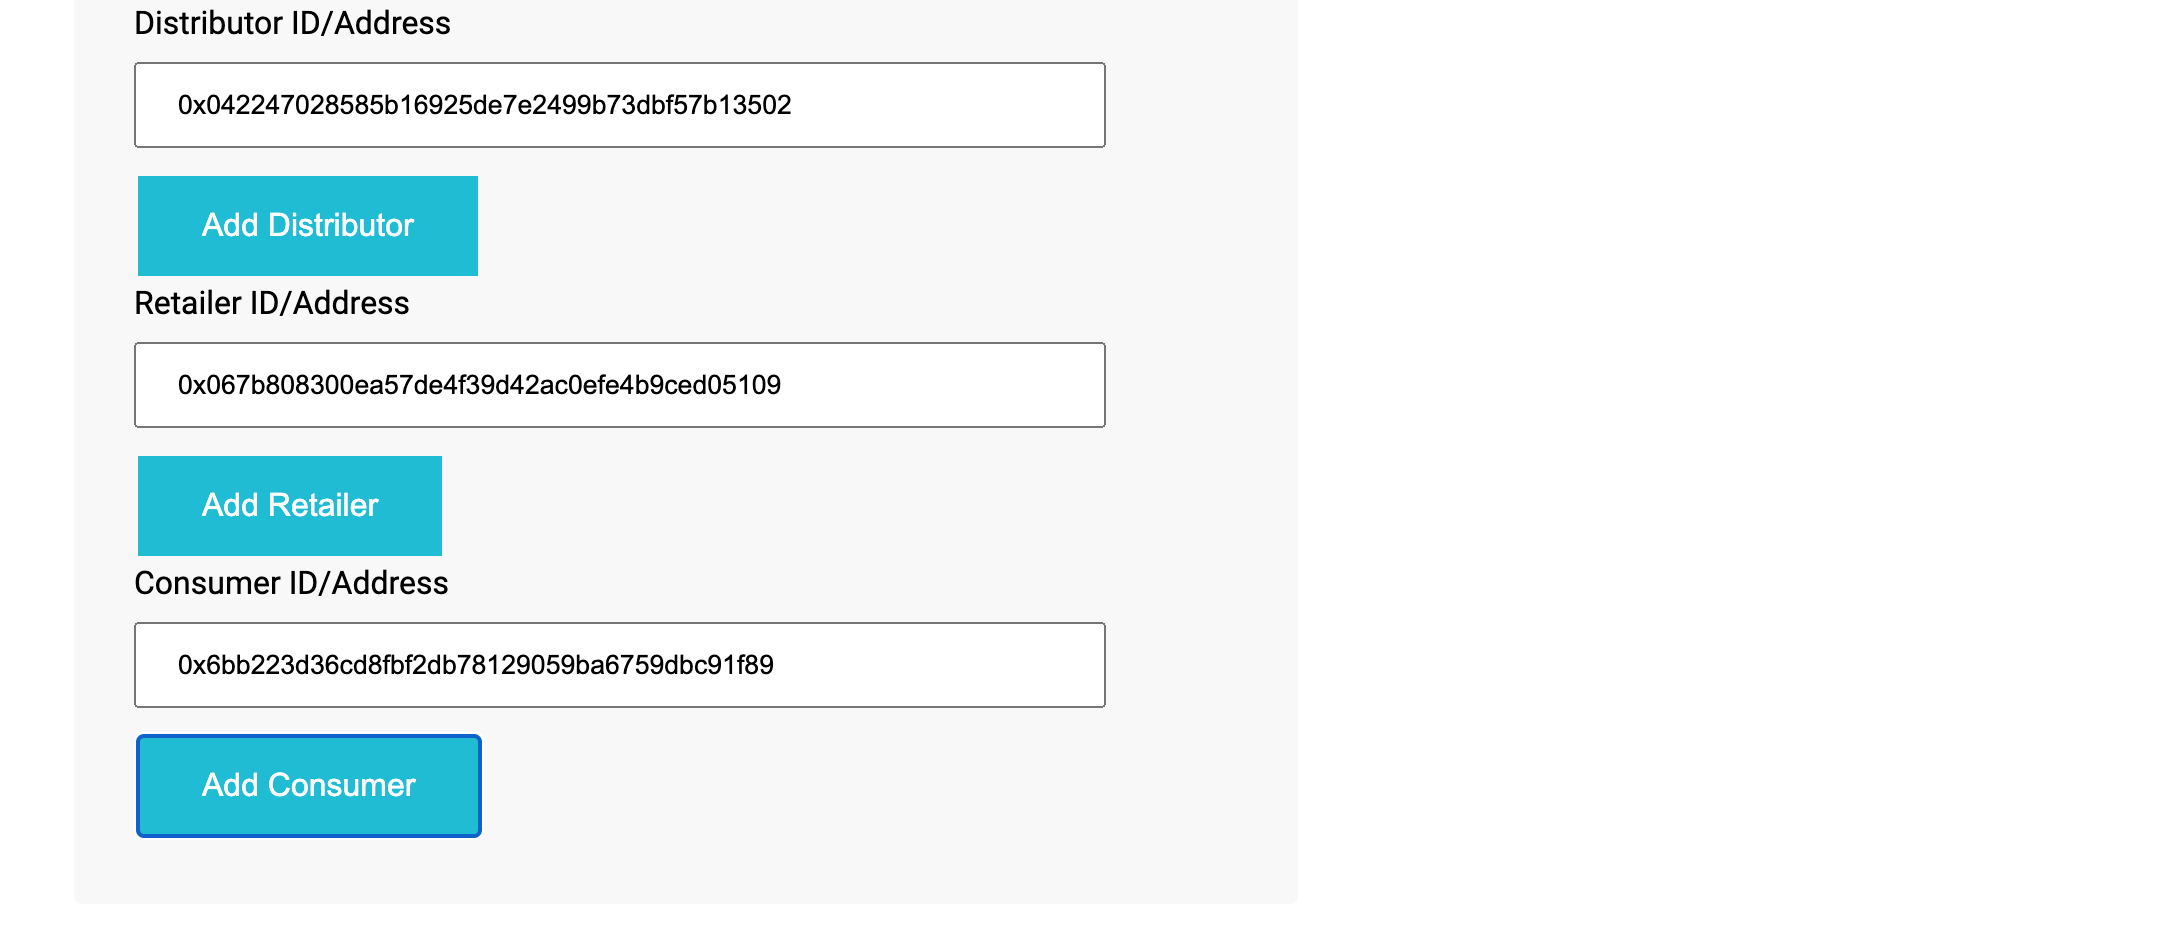 Distributor ID/Address
0x042247028585b16925de7e2499b73dbf57b13502
Add Distributor
Retailer ID/Address
0x067b808300ea57de4f39d42ac0efe4b9ced05109
Add Retailer
Consumer ID/Address
0x6bb223d36cd8fbf2db78129059ba6759dbc91f89
Add Consumer